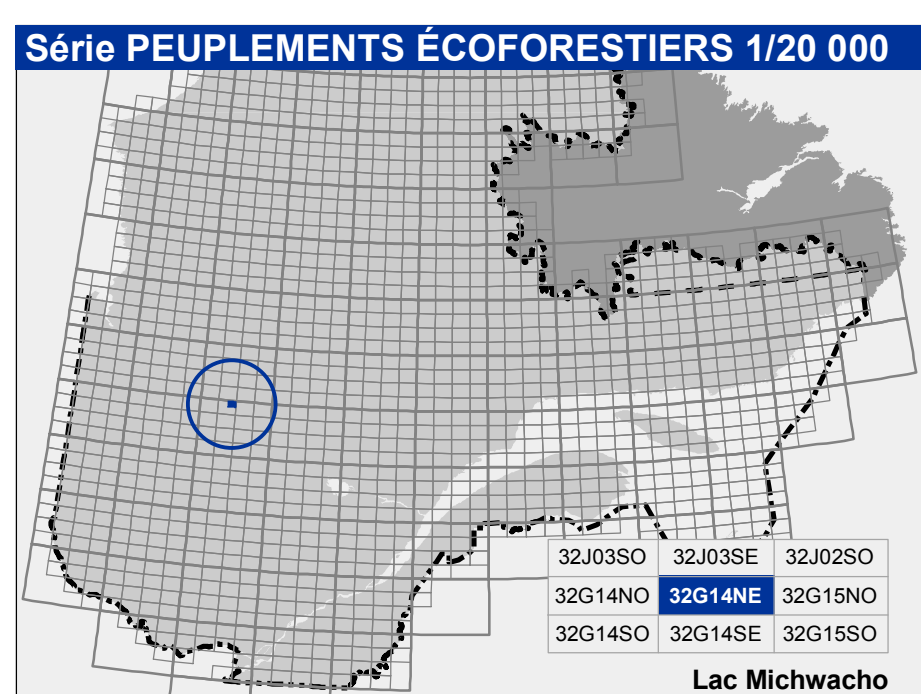 Série PEUPLEMENTS ÉCOFORESTIERS 1/20 000
32J03SO 32J03SE 32J02SO
32G14NO 32G14NE 32G15NO
32G14SO 32G14SE 32G15SO
Lac Michwacho